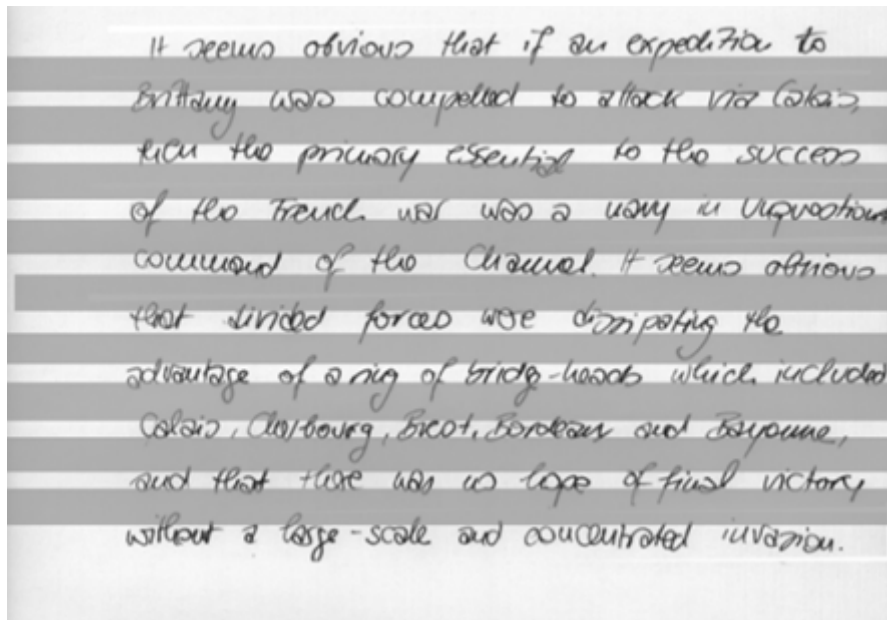 It seems obvious that if an expedition to
Brittany was compelled to attack via Calais,
then the primary essential to the success
of the French war was a navy in unquestion
command of the Channel. It seems obvious
that divided forces were dissipating the
advantage of a ring of bridge-heads which included
Calais, Cherbourg, Brest, Bordeaux and Bayonne,
and that there was no hope of final victory
without a large-scale and concentrated invasion.